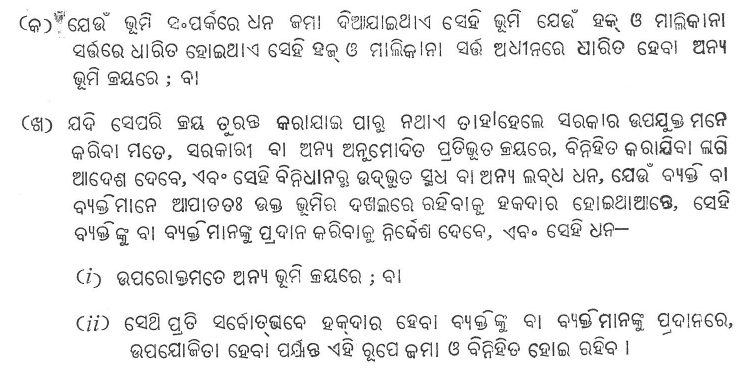 (କ) ଯେଉଁ ଭୂମି ସଂପର୍କରେ ଧନ ଜମା ଦିଆଯାଇଥାଏ ସେହି ଭୂମି ଯେଉଁ ହକ୍ ଓ ମାଲିକାନା
ସର୍ତ୍ତରେ ଧାରିତ ହୋଇଥାଏ ସେହି ହକ୍ ଓ ମାଲିକାନା ସର୍ତ୍ତ ଅଧୀନରେ ଧାରିତ ହେବା ଅନ୍ୟ
ଭୂମି କ୍ରୟରେ ; ବା
(ଖ) ଯଦି ସେପରି କ୍ରୟ ତୁରନ୍ତ କରାଯାଇ ପାରୁ ନଥାଏ ତାହାହେଲେ ସରକାର ଉପଯୁକ୍ତ ମନେ
କରିବା ମତେ, ସରକାରୀ ବା ଅନ୍ୟ ଅନୁମୋଦିତ ପ୍ରତିଭୂତ କ୍ରୟରେ, ବିନ୍ନିହିତ କରାଯିବା ଲାଗି
ଆଦେଶ ଦେବେ, ଏବଂ ସେହି ବିନ୍ନିଧାନରୁ ଉଦ୍‌ଭୁତ ସୁଧ ବା ଅନ୍ୟ ଲବ୍‌ଧ ଧନ, ଯେଉଁ ବ୍ୟକ୍ତି ବା
ବ୍ୟକ୍ତିମାନେ ଆପାତତଃ ଉକ୍ତ ଭୂମିର ଦଖଲରେ ରହିବାକୁ ହକଦାର ହୋଇଥାଆନ୍ତେ, ସେହି
ବ୍ୟକ୍ତିଙ୍କୁ ବା ବ୍ୟକ୍ତିମାନଙ୍କୁ ପ୍ରଦାନ କରିବାକୁ ନିର୍ଦ୍ଦେଶ ଦେବେ, ଏବଂ ସେହି ଧନ—
(i) ଉପରୋକ୍ତମତେ ଅନ୍ୟ ଭୂମି କ୍ରୟରେ ; ବା
(ii) ସେଥି ପ୍ରତି ସର୍ବୋତ୍‌ଭବେ ହକ୍‌ଦାର ହେବା ବ୍ୟକ୍ତିଙ୍କୁ ବା ବ୍ୟକ୍ତିମାନଙ୍କୁ ପ୍ରଦାନରେ,
ଉପଯୋଜିତ ହେବା ପର୍ଯ୍ୟନ୍ତ ଏହି ରୂପେ ଜମା ଓ ବିନ୍ନିହିତ ହୋଇ ରହିବ ।